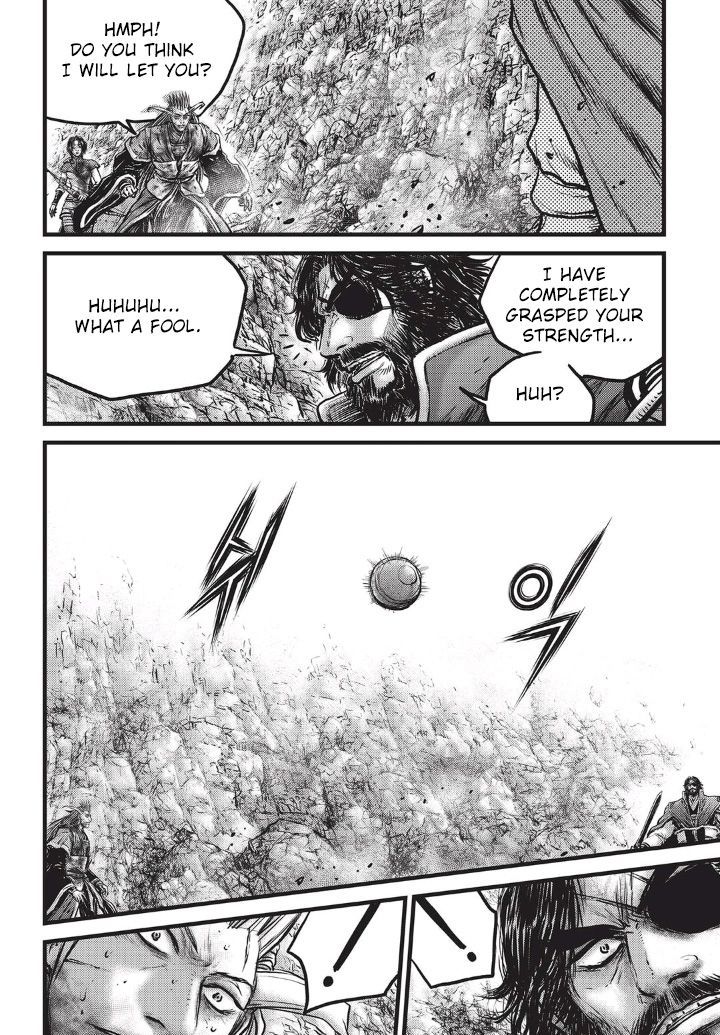 HMPH!
DO YOU THINK
I WILL LET YOU?
HUHUHU...
WHAT A FOOL.
I HAVE
COMPLETELY
GRASPED YOUR
STRENGTH...
HUH?
!
!